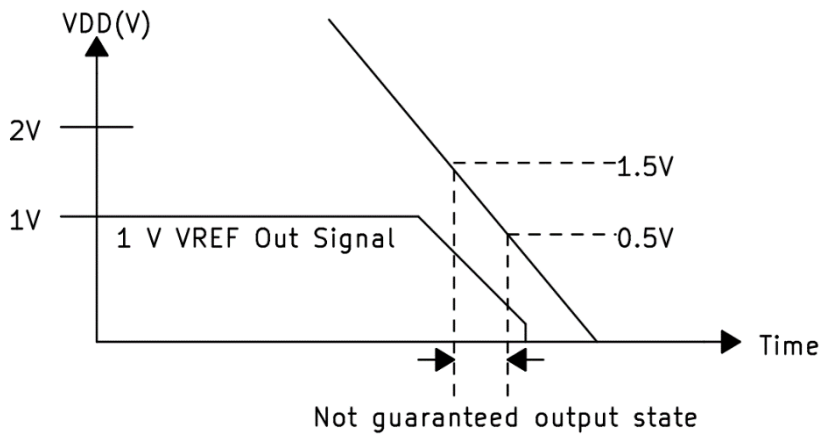 VDD(V)
2V
1.5V
1V
1 V VREF Out Signal
0.5V
Time
Not guaranteed output state